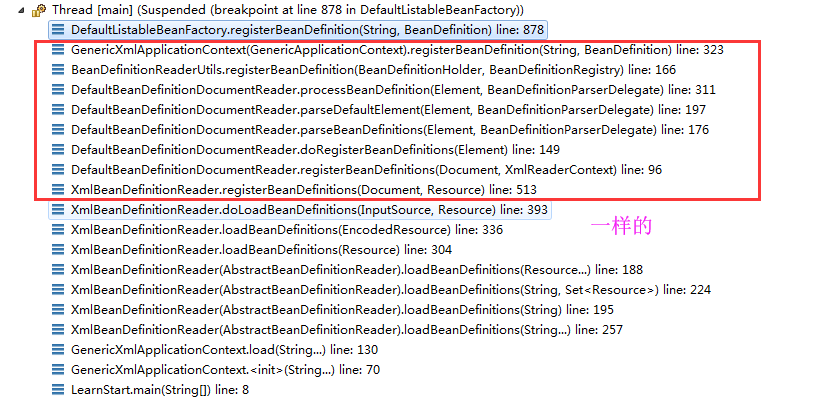 Thread [main] (Suspended (breakpoint at line 878 in DefaultListableBeanFactory))
DefaultListableBeanFactory.registerBeanDefinition(String, BeanDefinition) line: 878
GenericXmlApplicationContext(GenericApplicationContext).registerBeanDefinition(String, BeanDefinition) line: 323
BeanDefinitionReaderUtils.registerBeanDefinition(BeanDefinitionHolder, BeanDefinitionRegistry) line: 166
DefaultBeanDefinitionDocumentReader.processBeanDefinition(Element, BeanDefinitionParserDelegate) line: 311
DefaultBeanDefinitionDocumentReader.parseDefaultElement(Element, BeanDefinitionParserDelegate) line: 197
DefaultBeanDefinitionDocumentReader.parseBeanDefinitions(Element, BeanDefinitionParserDelegate) line: 176
DefaultBeanDefinitionDocumentReader.doRegisterBeanDefinitions(Element) line: 149
DefaultBeanDefinitionDocumentReader.registerBeanDefinitions(Document, XmlReaderContext) line: 96
XmlBeanDefinitionReader.registerBeanDefinitions(Document, Resource) line: 513
XmlBeanDefinitionReader.doLoadBeanDefinitions(InputSource, Resource) line: 393
一样的
XmlBeanDefinitionReader.loadBeanDefinitions(EncodedResource) line: 336
XmlBeanDefinitionReader.loadBeanDefinitions(Resource) line: 304
XmlBeanDefinitionReader(AbstractBeanDefinitionReader).loadBeanDefinitions(Resource...) line: 188
XmlBeanDefinitionReader(AbstractBeanDefinitionReader).loadBeanDefinitions(String, Set<Resource>) line: 224
XmlBeanDefinitionReader(AbstractBeanDefinitionReader).loadBeanDefinitions(String) line: 195
XmlBeanDefinitionReader(AbstractBeanDefinitionReader).loadBeanDefinitions(String...) line: 257
GenericXmlApplicationContext.load(String...) line: 130
GenericXmlApplicationContext.<init>(String...) line: 70
LearnStart.main(String[]) line: 8